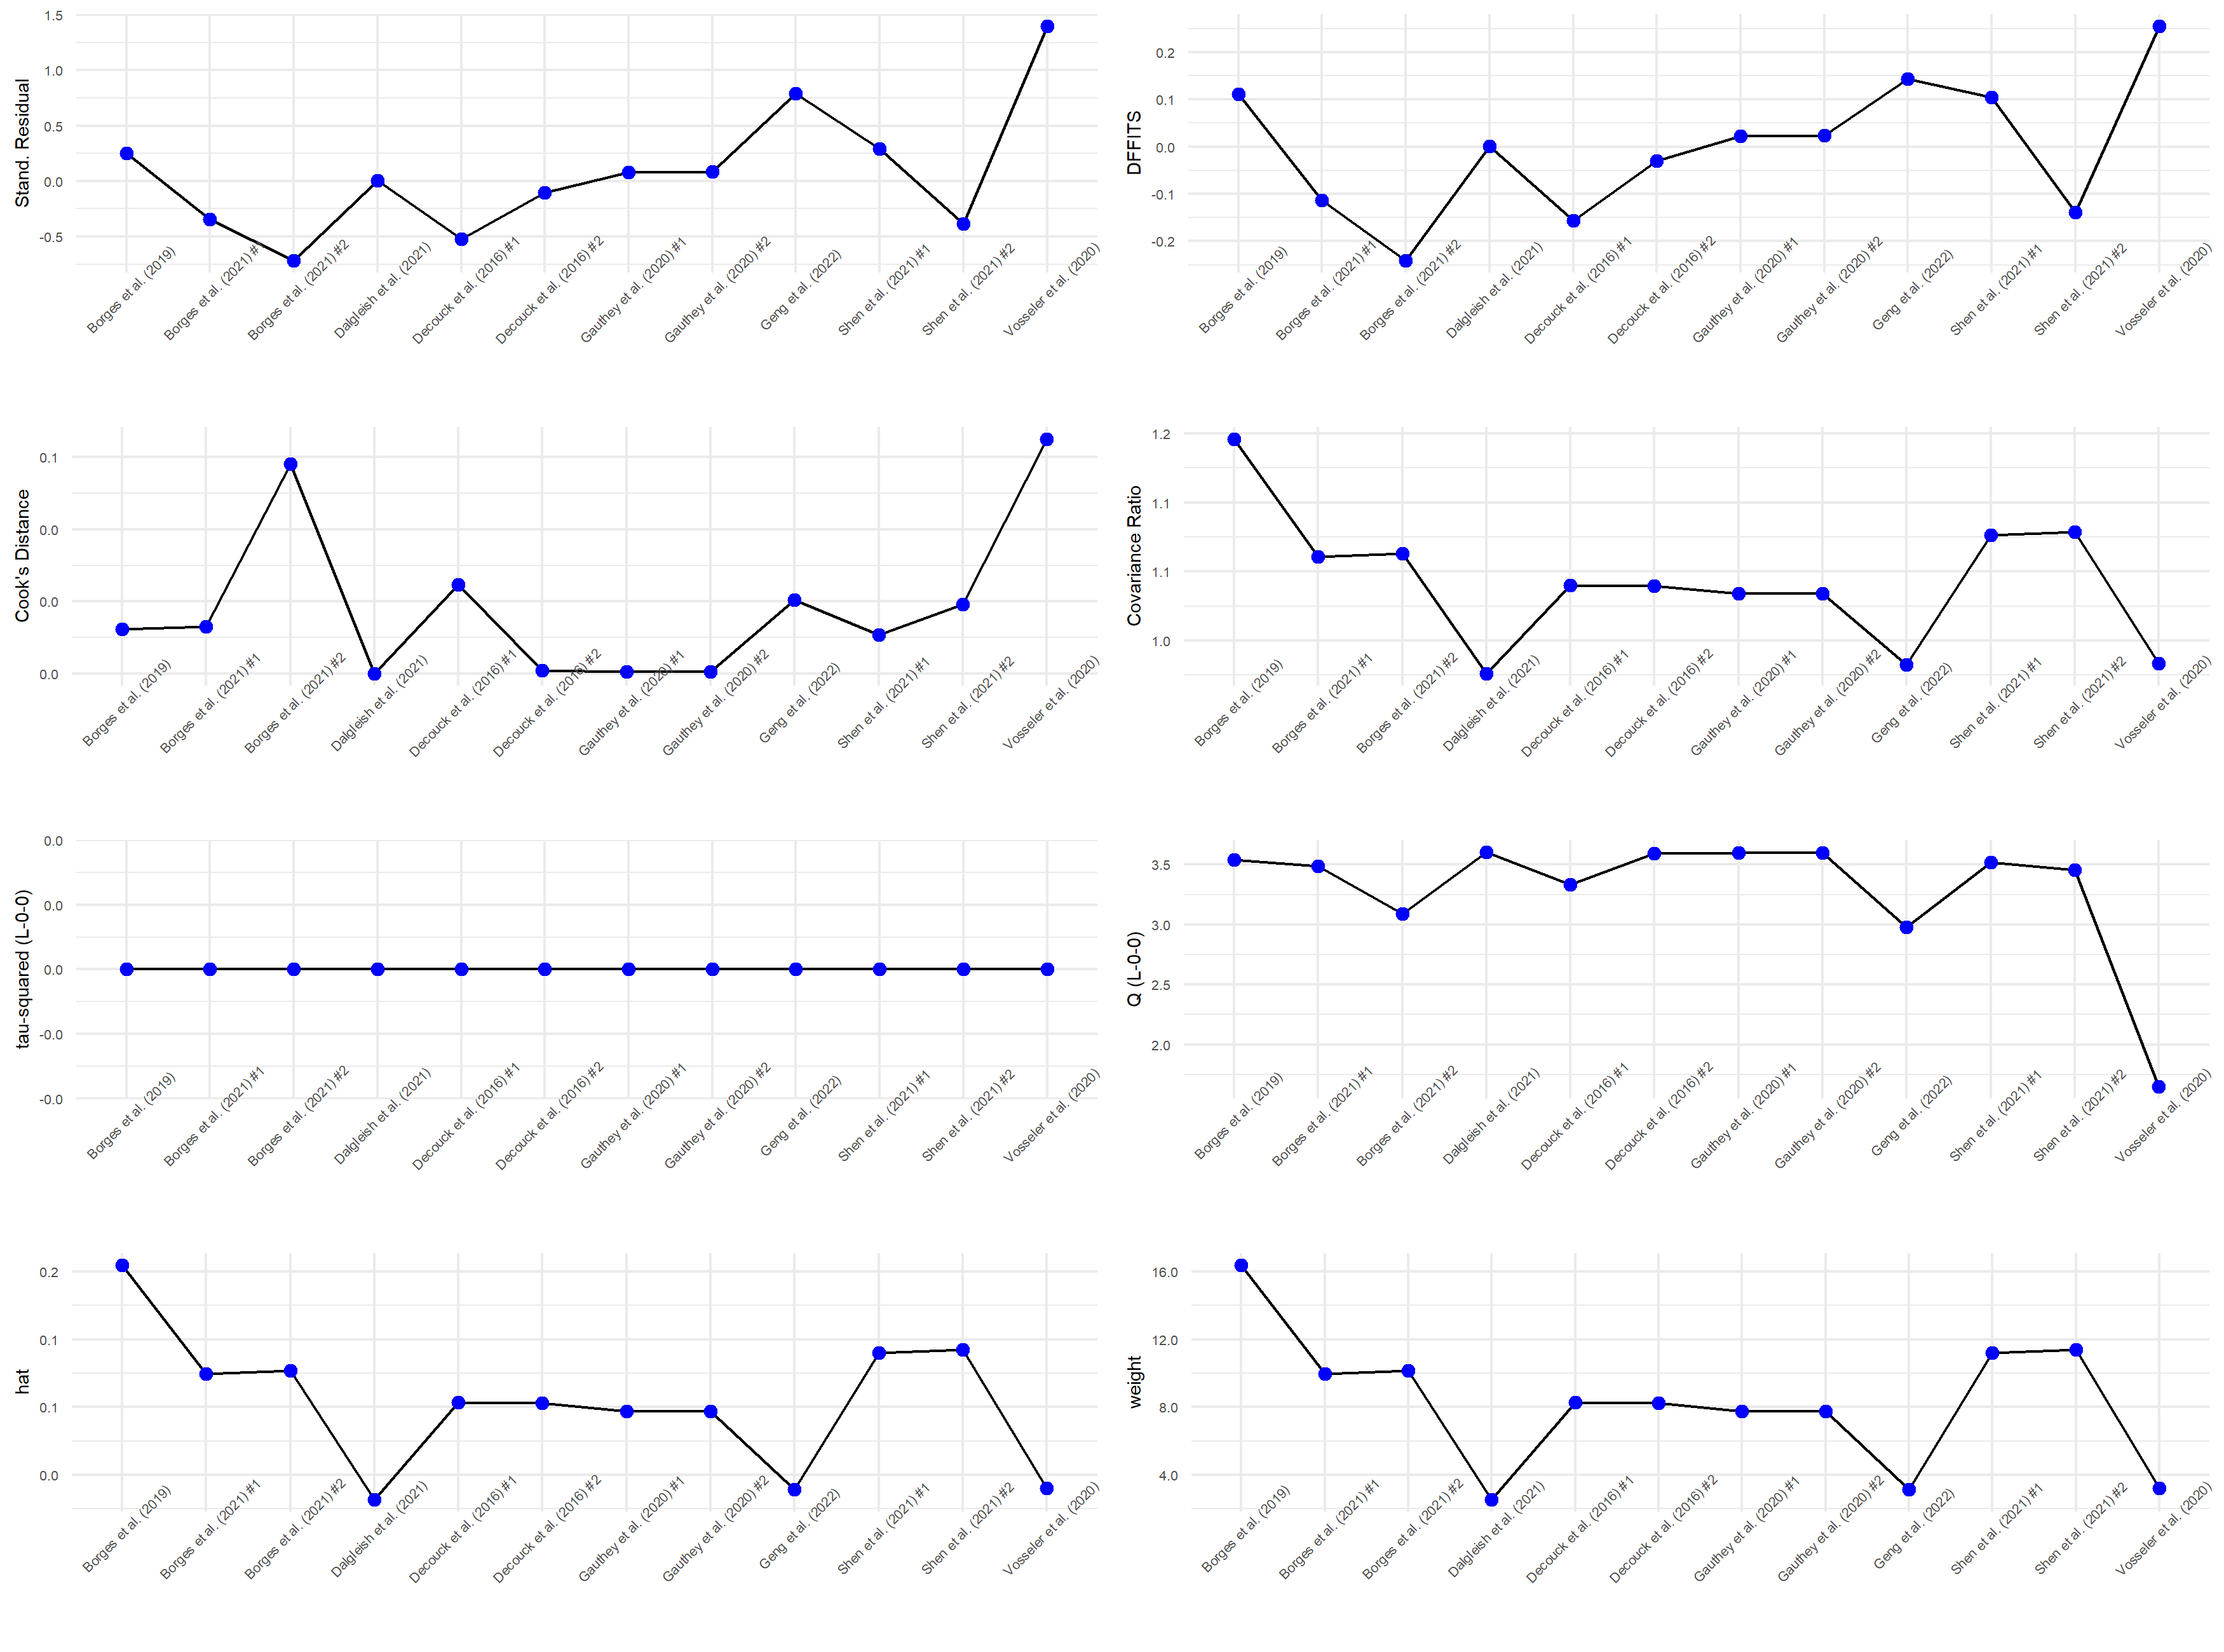 Stand. Residual
1.5
1.0
0.5
0.0
-0.5
Borges et al. (2019)
Borges et al. (2021) #
Borges et al. (2021) #2
Dalgleish et al. (2021)
Decouck et al. (2016) #1
Decouck et al. (2016) #2
Gauthey et al. (2020) #1
Gauthey et al. (2020) #2
Geng et al. (2022)
Shen et al. (2021) #1
Shen et al. (2021) #2
Vosseler et al. (2020)
DFFITS
0.2
0.1
0.0
-0.1
-0.2
Borges et al. (2019)
Borges et al. (2021) #1
Borges et al. (2021) #2
Dalgleish et al. (2021)
Decouck et al. (2016) #1
Decouck et al. (2016) #2
Gauthey et al. (2020) #1
Gauthey et al. (2020) #2
Geng et al. (2022)
Shen et al. (2021) #1
Shen et al. (2021) #2
Vosseler et al. (2020)
Cook's Distance
0.1
0.0
0.0
0.0
Borges et al. (2019)
Borges et al. (2021) #1
Borges et al. (2021) #2
Dalgleish et al. (2021)
Decouck et al. (2016) #1
Decouck et al. (2016) #2
Gauthey et al. (2020) #1
Gauthey et al. (2020) #2
Geng et al. (2022)
Shen et al. (2021) #1
Shen et al. (2021) #2
Vosseler et al. (2020)
Covariance Ratio
1.2
1.1
1.1
1.0
Borges et al. (2019)
Borges et al. (2021) #1
Borges et al. (2021) #2
Dalgleish et al. (2021)
Decouck et al. (2016) #1
Decouck et al. (2016) #2
Gauthey et al. (2020) #1
Gauthey et al. (2020) #2
Geng et al. (2022)
Shen et al. (2021) #1
Shen et al. (2021) #2
Vosseler et al. (2020)
tau-squared (L-0-0)
0.0
0.0
0.0
-0.0
-0.0
Borges et al. (2019)
Borges et al. (2021) #1
Borges et al. (2021) #2
Dalgleish et al. (2021)
Decouck et al. (2016) #1
Decouck et al. (2016) #2
Gauthey et al. (2020) #1
Gauthey et al. (2020) #2
Geng et al. (2022)
Shen et al. (2021) #1
Shen et al. (2021) #2
Vosseler et al. (2020)
Q (L-0-0)
3.5
3.0
2.5
2.0
Borges et al. (2019)
Borges et al. (2021) #1
Borges et al. (2021) #2
Dalgleish et al. (2021)
Decouck et al. (2016) #1
Decouck et al. (2016) #2
Gauthey et al. (2020) #1
Gauthey et al. (2020) #2
Geng et al. (2022)
Shen et al. (2021) #1
Shen et al. (2021) #2
Vosseler et al. (2020)
hat
0.2
0.1
0.1
0.0
Borges et al. (2019)
Borges et al. (2021) #1
Borges et al. (2021) #2
Dalgleish et al. (2021)
Decouck et al. (2016) #1
Decouck et al. (2016) #2
Gauthey et al. (2020) #1
Gauthey et al. (2020) #2
Geng et al. (2022)
Shen et al. (2021) #1
Shen et al. (2021) #2
Vosseler et al. (2020)
weight
16.0
12.0
8.0
4.0
Borges et al. (2019)
Borges et al. (2021) #1
Borges et al. (2021) #2
Dalgleish et al. (2021)
Decouck et al. (2016) #1
Decouck et al. (2016) #2
Gauthey et al. (2020) #1
Gauthey et al. (2020) #2
Geng et al. (2022)
Shen et al. (2021) #1
Shen et al. (2021) #2
Vosseler et al. (2020)